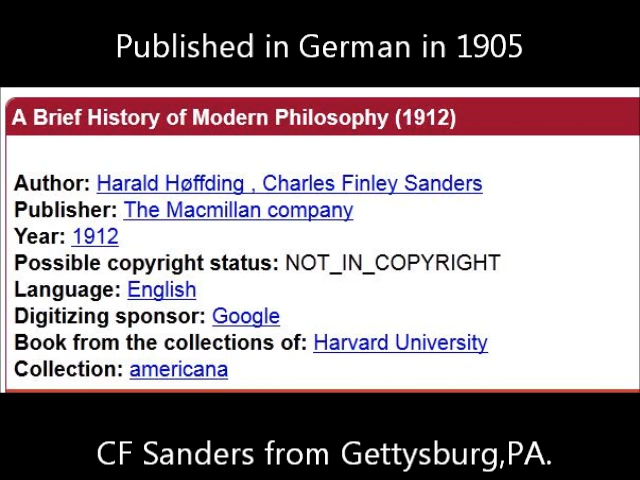 Published in German in 1905
A Brief History of Modern Philosophy (1912)
Author: Harald Høffding , Charles Finley Sanders
Publisher: The Macmillan company
Year: 1912
Possible copyright status: NOT_IN_COPYRIGHT
Language: English
Digitizing sponsor: Google
Book from the collections of: Harvard University
Collection: americana
CF Sanders from Gettysburg,PA.